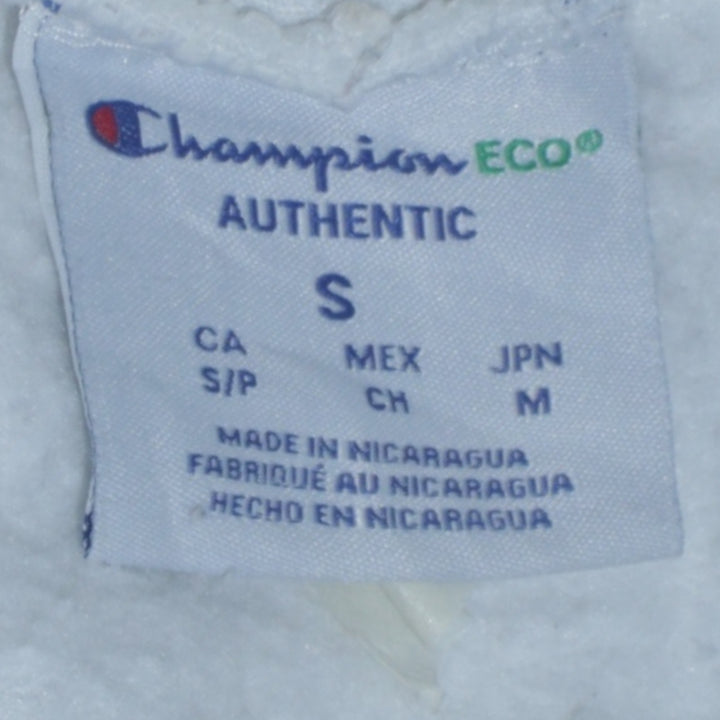 Champion ECO®
AUTHENTIC
S
CA MEX JPN
S/P CH M
MADE IN NICARAGUA
FABRIQUÉ AU NICARAGUA
HECHO EN NICARAGUA